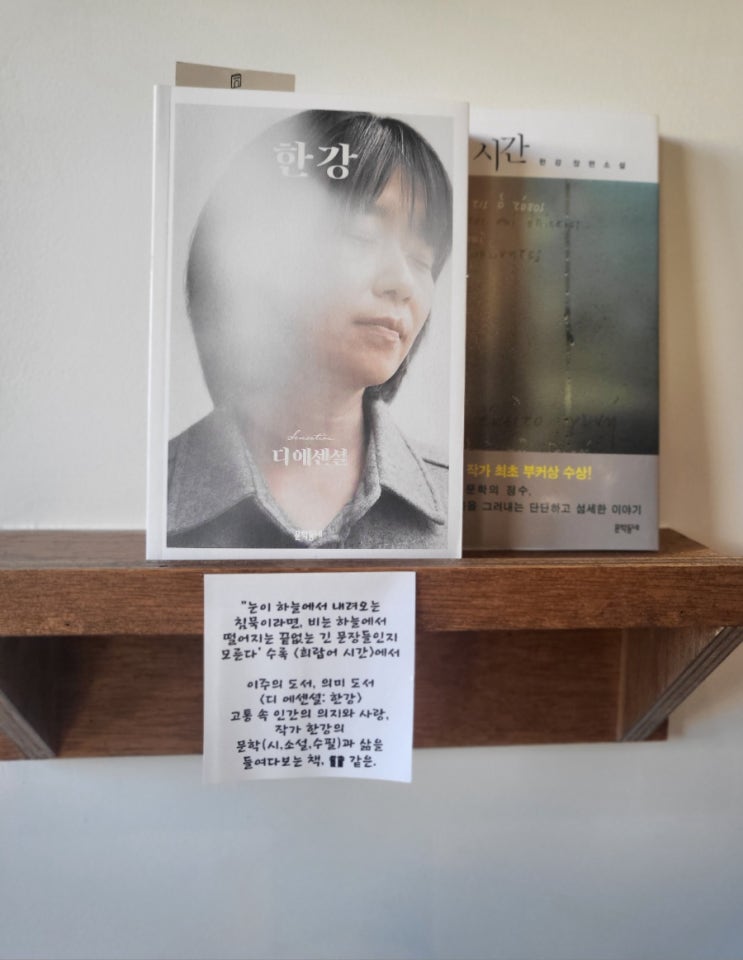 한강
디 에센셜
문학동네
시간
한강 장편소설
작가 최초 부커상 수상!
문학의 정수,
을 그려내는 단단하고 섬세한 이야기
문학동네
"눈이 하늘에서 내려오는
침묵이라면, 비는 하늘에서
떨어지는 끝없는 긴 문장들인지
모른다' 수록 <희랍어 시간>에서
이주의 도서, 의미 도서
<디 에센셜: 한강>
고통 속 인간의 의지와 사랑,
작가 한강의
문학(시,소설,수필)과 삶을
들여다보는 책, 같은.